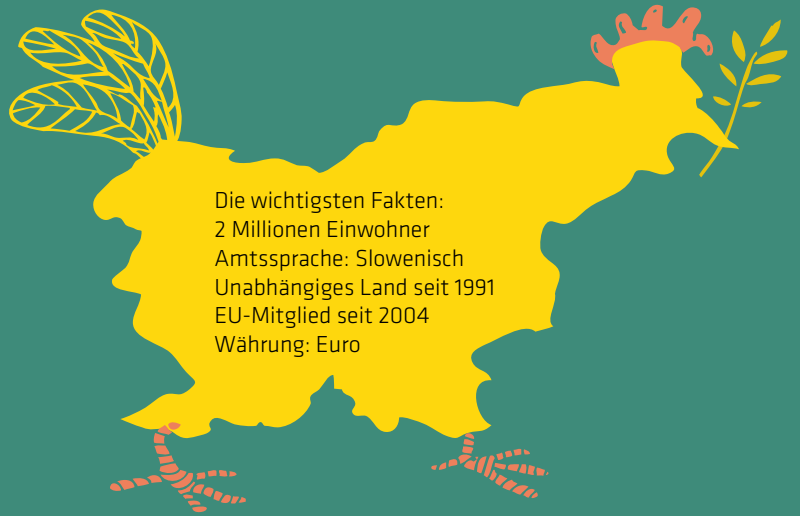 Die wichtigsten Fakten:
2 Millionen Einwohner
Amtssprache: Slowenisch
Unabhängiges Land seit 1991
EU-Mitglied seit 2004
Währung: Euro